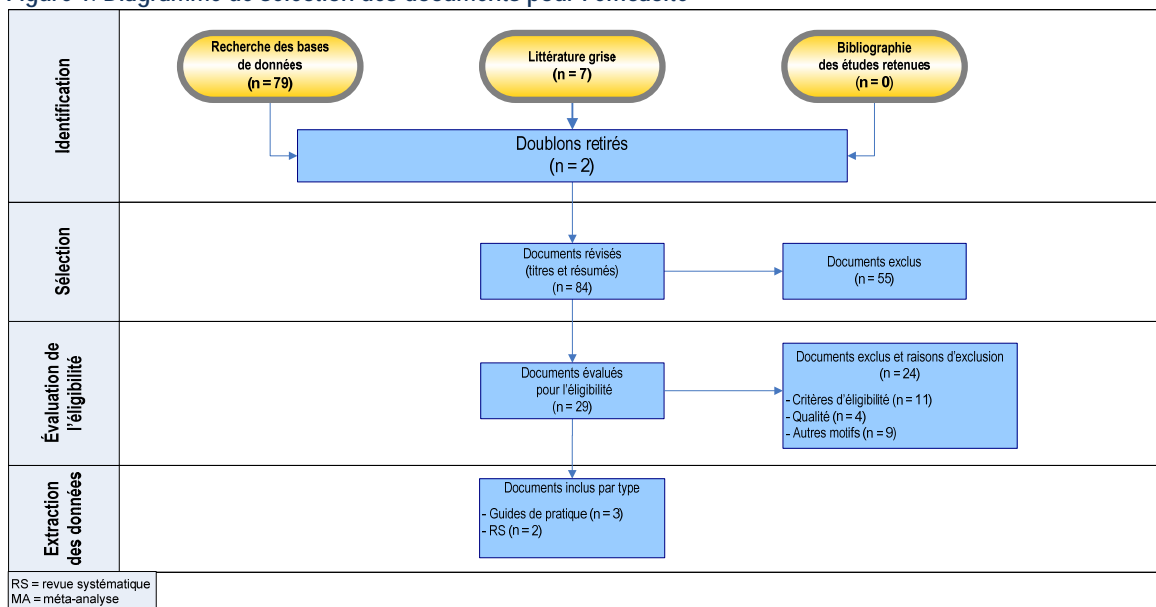 Identification
Recherche des bases
de données
(n = 79)
Littérature grise
(n = 7)
Bibliographie
des études retenues
(n = 0)
Doublons retirés
(n = 2)
Sélection
Documents révisés
(titres et résumés)
(n = 84)
Documents exclus
(n = 55)
Évaluation de
l'éligibilité
Documents évalués
pour l'éligibilité
(n = 29)
Documents exclus et raisons d'exclusion
(n = 24)
- Critères d'éligibilité (n = 11)
- Qualité (n = 4)
- Autres motifs (n = 9)
Extraction
des données
Documents inclus par type
- Guides de pratique (n = 3)
- RS (n = 2)
RS = revue systématique
MA = méta-analyse